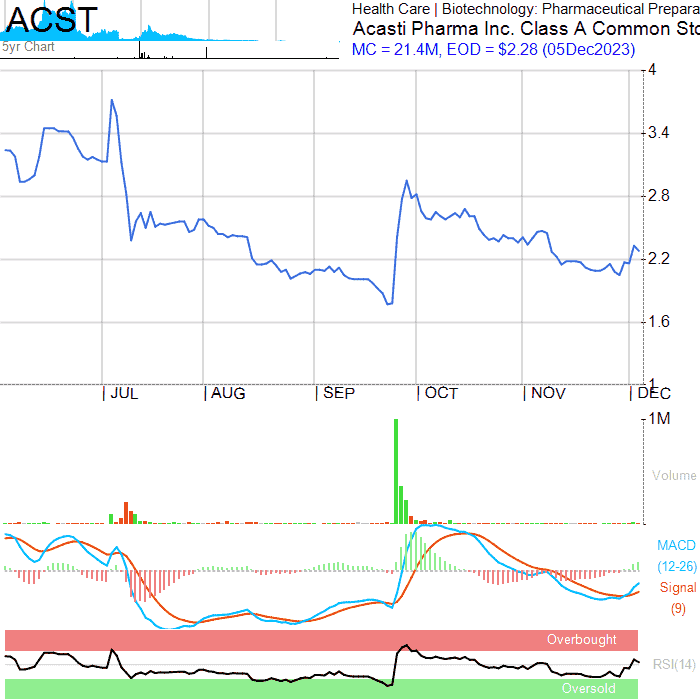 ACST
5yr Chart
Health Care | Biotechnology: Pharmaceutical Prepara
Acasti Pharma Inc. Class A Common Sto
MC = 21.4M, EOD = $2.28 (05Dec2023)
4
3.4
2.8
2.2
1.6
1
| JUL | AUG | SEP | OCT | NOV | DEC
1M
Volume
MACD
(12-26)
Signal
(9)
Overbought
RSI(14)
Oversold